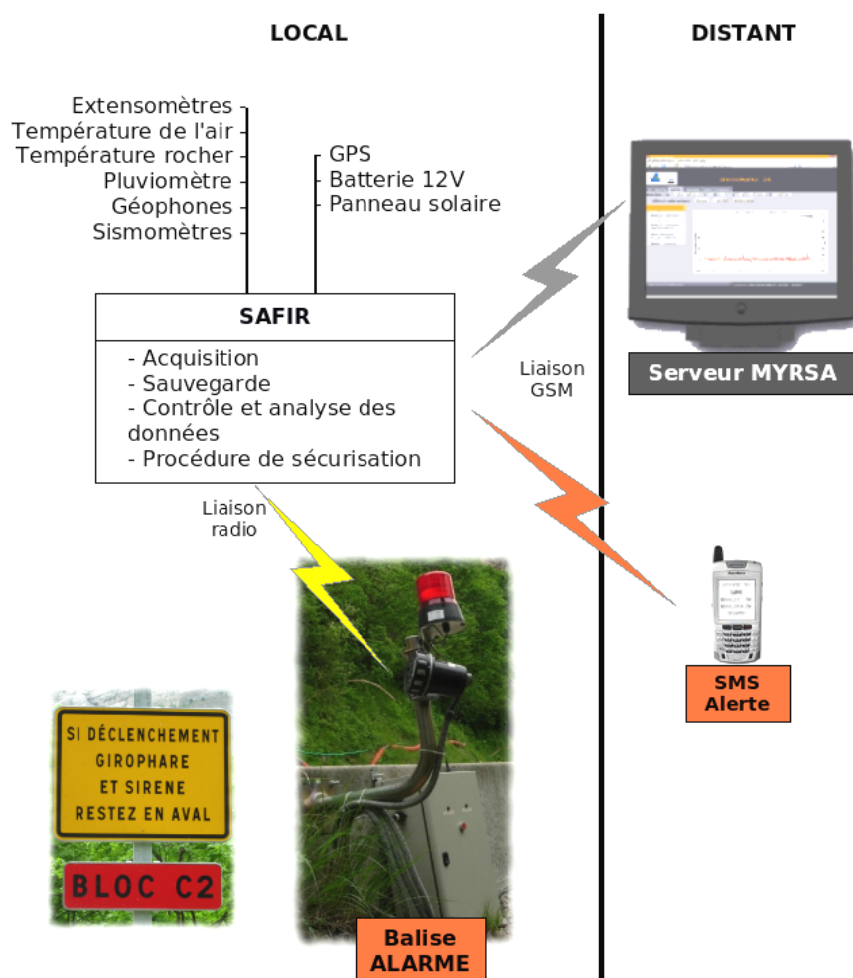 LOCAL
DISTANT
Extensomètres
Température de l'air
Température rocher
Pluviomètre
Géophones
Sismomètres
GPS
Batterie 12V
Panneau solaire
SAFIR
- Acquisition
- Sauvegarde
- Contrôle et analyse des
données
- Procédure de sécurisation
Liaison
GSM
Serveur MYRSA
Liaison
radio
SMS
Alerte
SI DÉCLENCHEMENT
GIROPHARE
ET SIRENE
RESTEZ EN AVAL
BLOC C2
Balise
ALARME